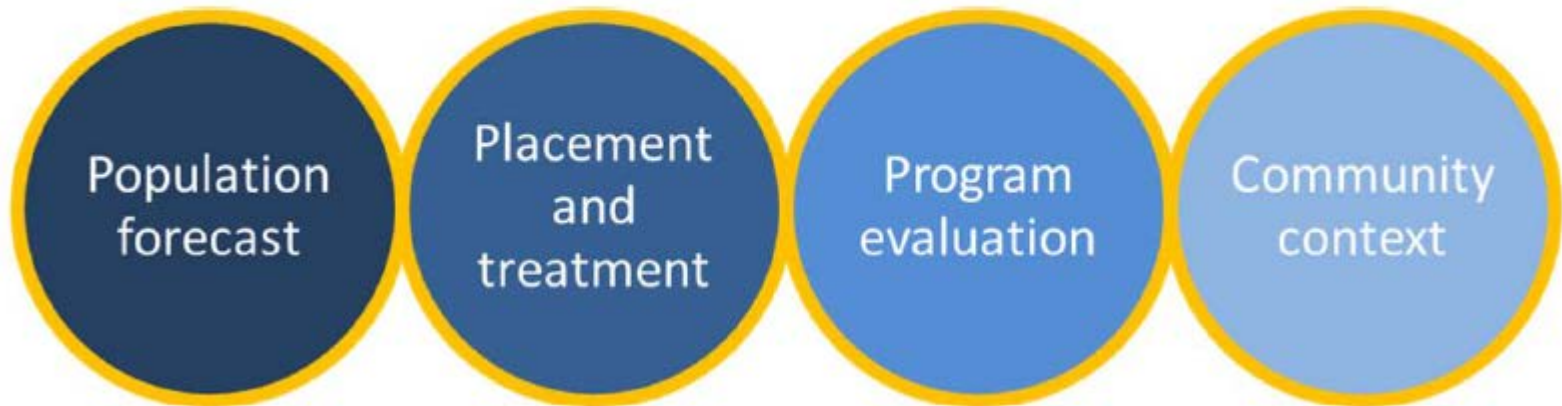 Population
forecast
Placement
and
treatment
Program
evaluation
Community
context